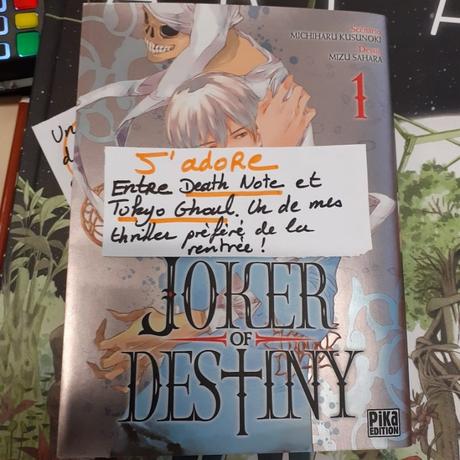 Scénario
MICHIHARU KUSUNOKI
Dessin
MIZU SAHARA
1
Un
d
J'adore
Entre Death Note et
Tokyo Ghoul. Un de mes
thriller préféré de la
rentrée !
JOKER
OF
DESTINY
PIKA
EDITION